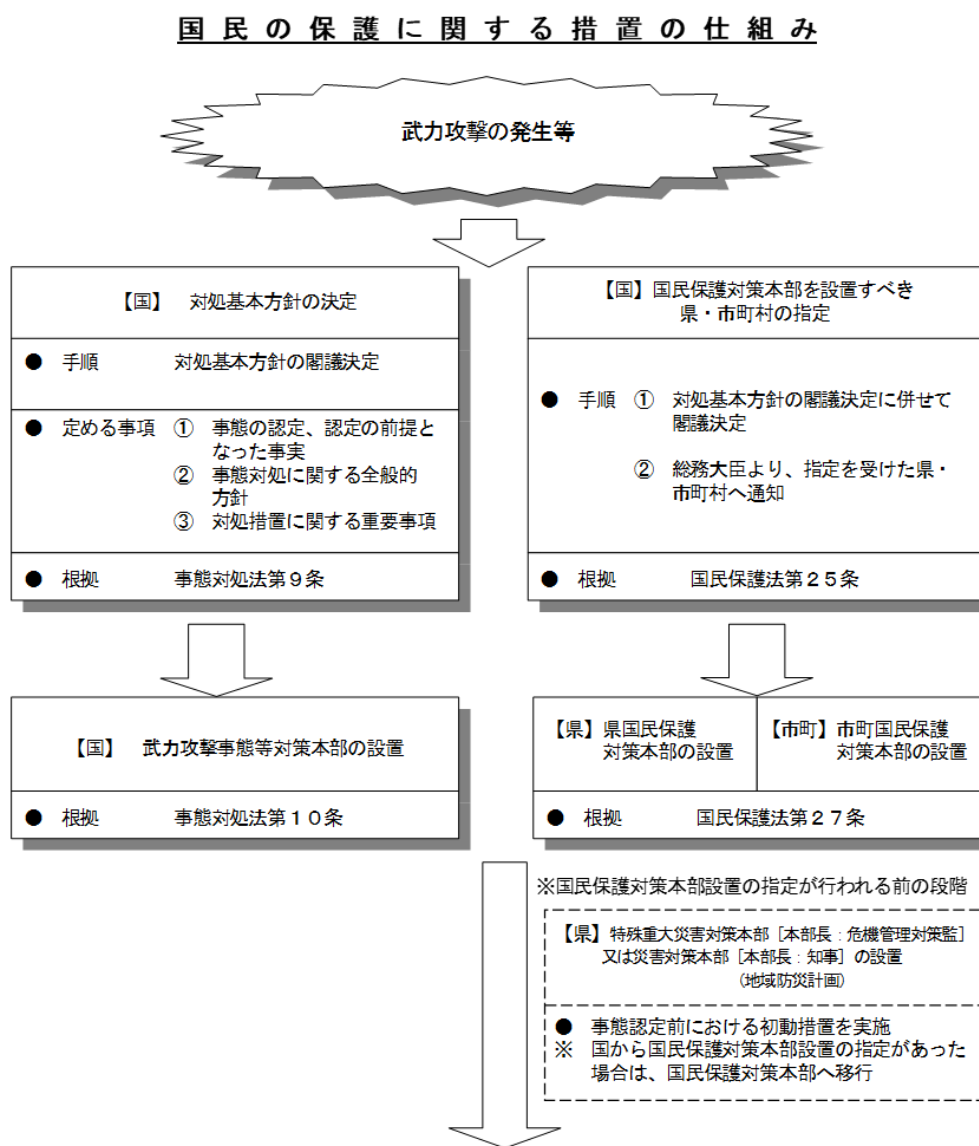 国民の保護に関する措置の仕組み
武力攻撃の発生等
【国】 対処基本方針の決定
● 手順 対処基本方針の閣議決定
● 定める事項 ① 事態の認定、認定の前提と
なった事実
② 事態対処に関する全般的
方針
③ 対処措置に関する重要事項
● 根拠 事態対処法第９条
【国】国民保護対策本部を設置すべき
県・市町村の指定
● 手順 ① 対処基本方針の閣議決定に併せて
閣議決定
② 総務大臣より、指定を受けた県・
市町村へ通知
● 根拠 国民保護法第２５条
【国】 武力攻撃事態等対策本部の設置
● 根拠 事態対処法第１０条
【県】県国民保護
対策本部の設置
【市町】市町国民保護
対策本部の設置
● 根拠 国民保護法第２７条
※国民保護対策本部設置の指定が行われる前の段階
【県】特殊重大災害対策本部［本部長：危機管理対策監］
又は災害対策本部［本部長：知事］の設置
(地域防災計画)
● 事態認定前における初動措置を実施
※ 国から国民保護対策本部設置の指定があった
場合は、国民保護対策本部へ移行